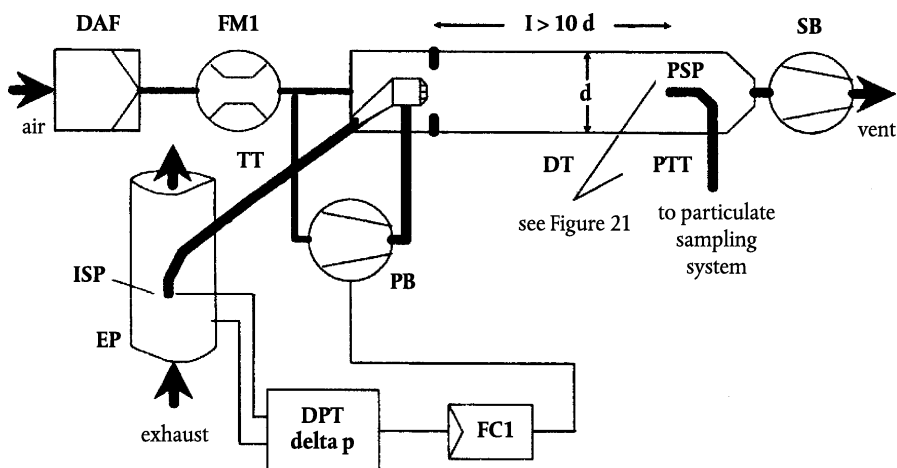 DAF
FM1
l > 10 d
SB
air
d
PSP
vent
TT
DT
PTT
see Figure 21
to particulate
sampling
system
ISP
PB
EP
exhaust
DPT
delta p
FC1